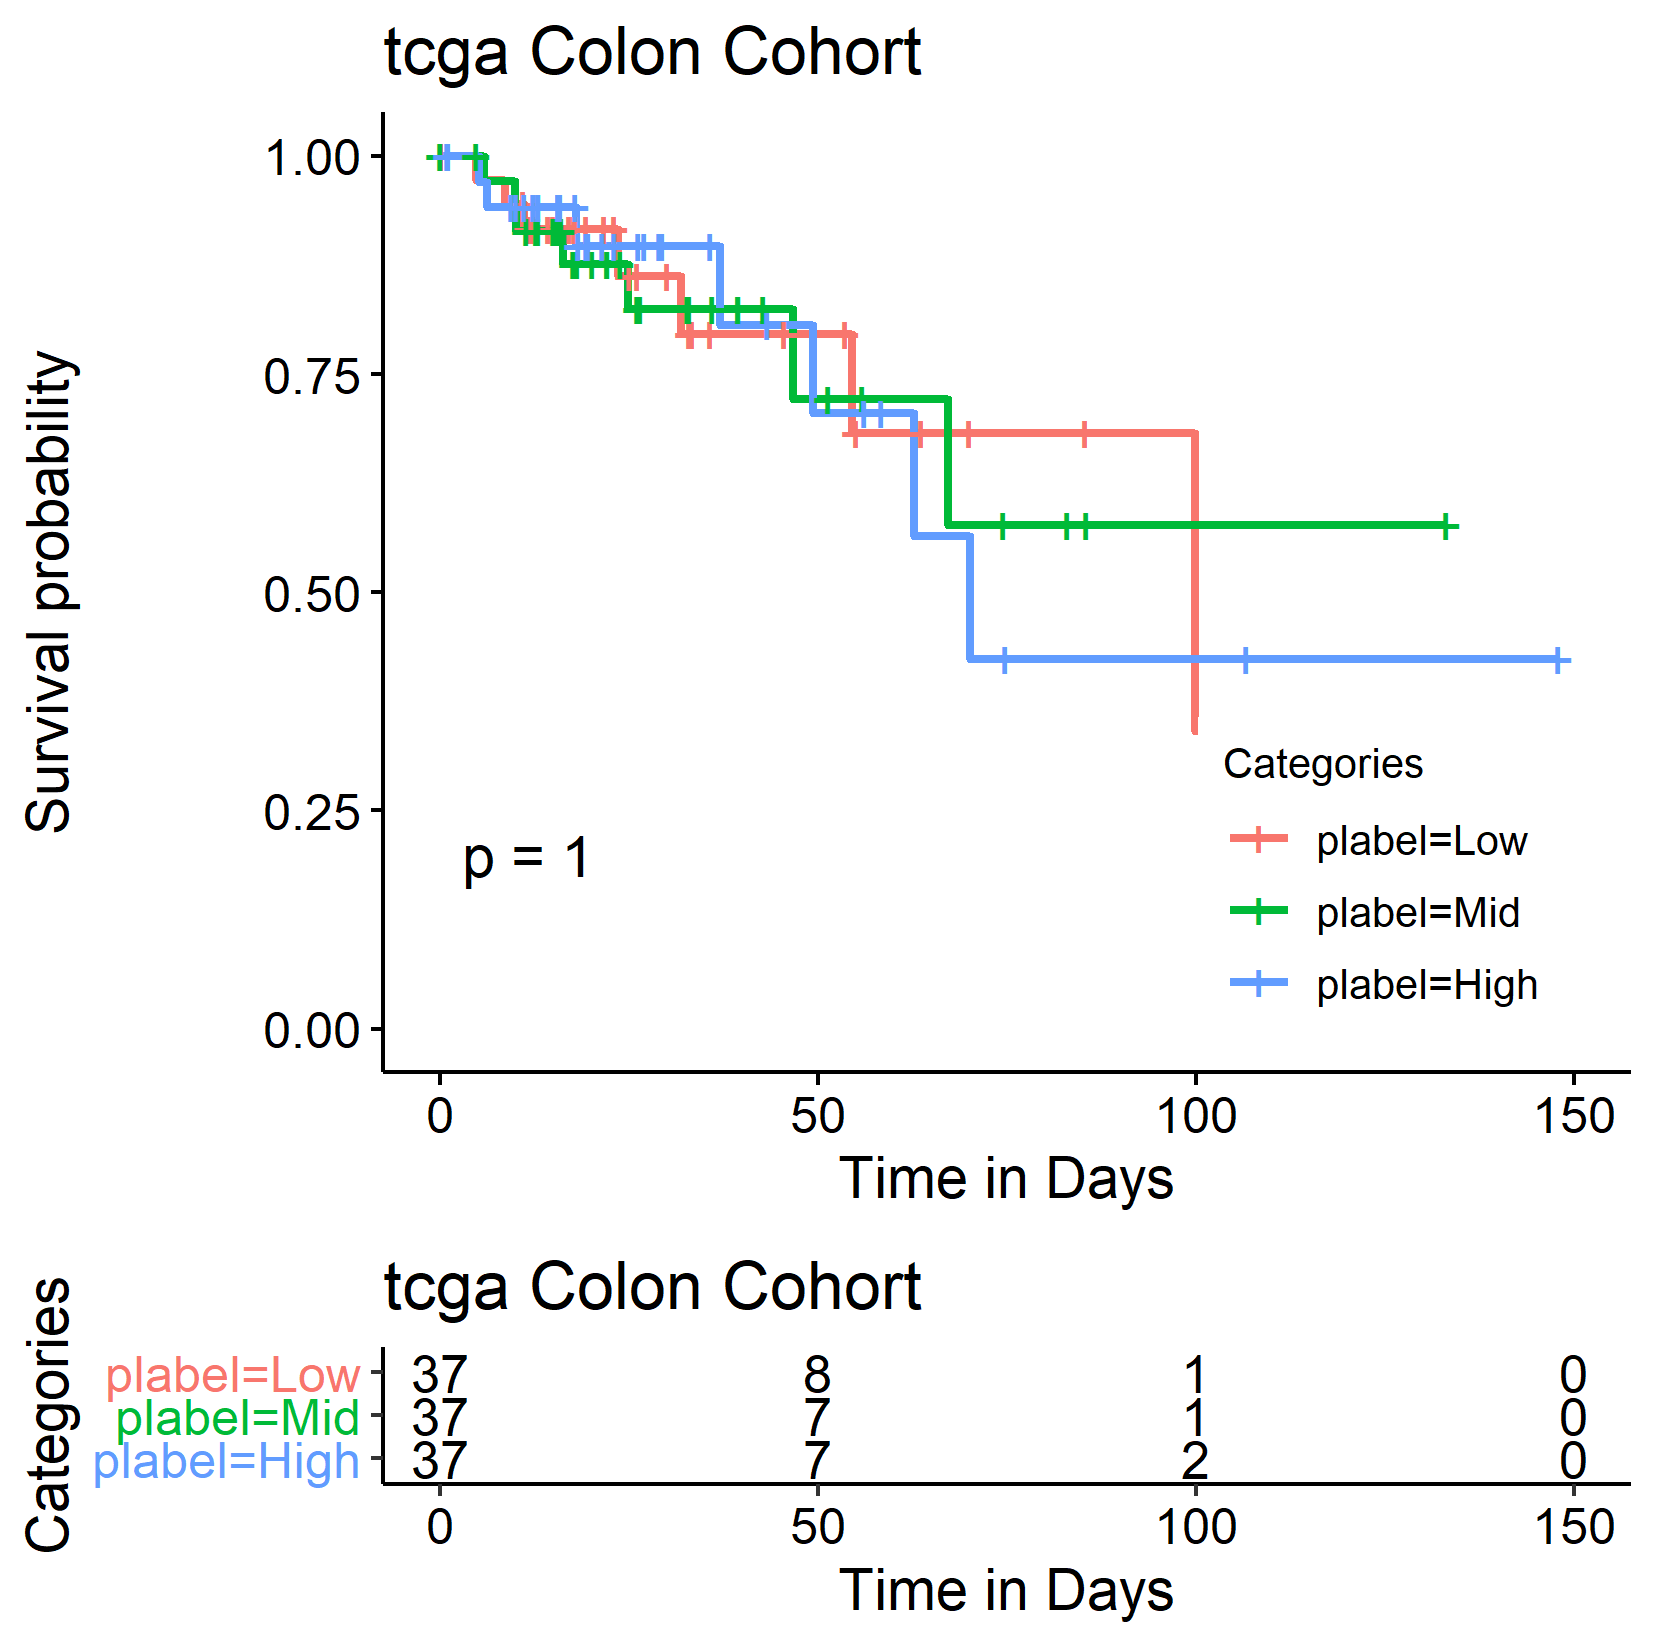 tcga Colon Cohort
Survival probability
1.00
0.75
0.50
0.25
0.00
p = 1
Categories
plabel=Low
plabel=Mid
plabel=High
0 50 100 150
Time in Days
tcga Colon Cohort
Categories
plabel=Low 37 8 1 0
plabel=Mid 37 7 1 0
plabel=High 37 7 2 0
0 50 100 150
Time in Days